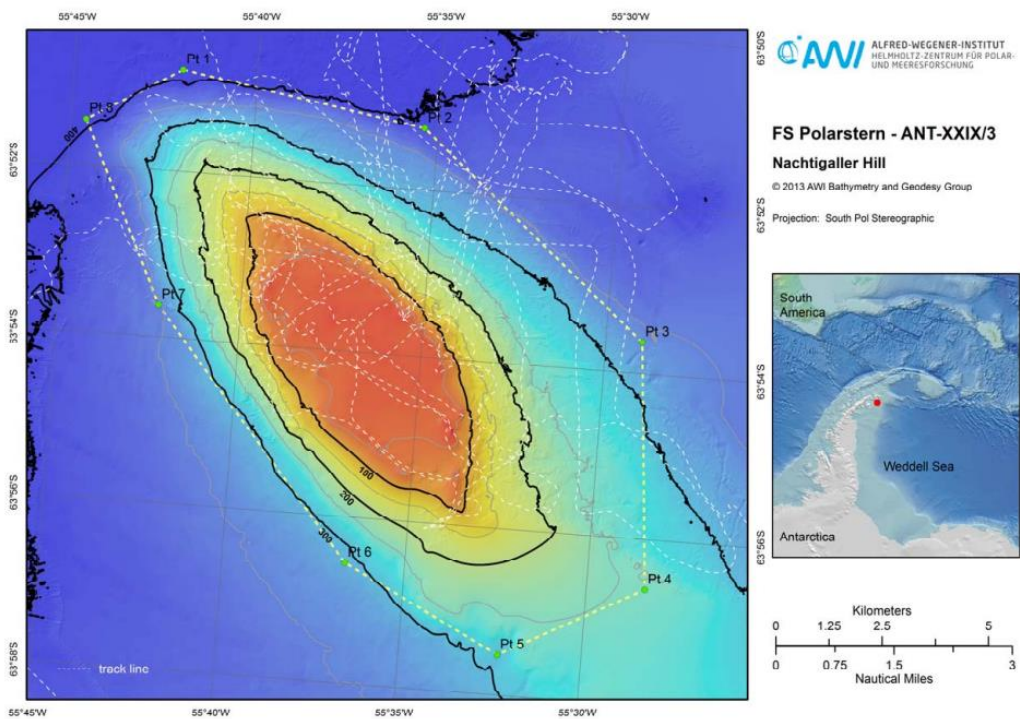 55°45'W
55°40'W
55°35'W
55°30'W
63°50'S
Pt 1
Pt 8
Pt 2
400
63°52'S
63°52'S
Pt 7
Pt 3
63°54'S
63°54'S
100
200
300
63°56'S
63°56'S
Pt 6
Pt 4
Pt 5
63°58'S
track line
55°45'W
55°40'W
55°35'W
55°30'W
AWI
ALFRED-WEGENER-INSTITUT
HELMHOLTZ-ZENTRUM FÜR POLAR-
UND MEERESFORSCHUNG
FS Polarstern - ANT-XXIX/3
Nachtigaller Hill
© 2013 AWI Bathymetry and Geodesy Group
Projection: South Pol Stereographic
South
America
Weddell Sea
Antarctica
Kilometers
0 1.25 2.5 5
0 0.75 1.5 3
Nautical Miles